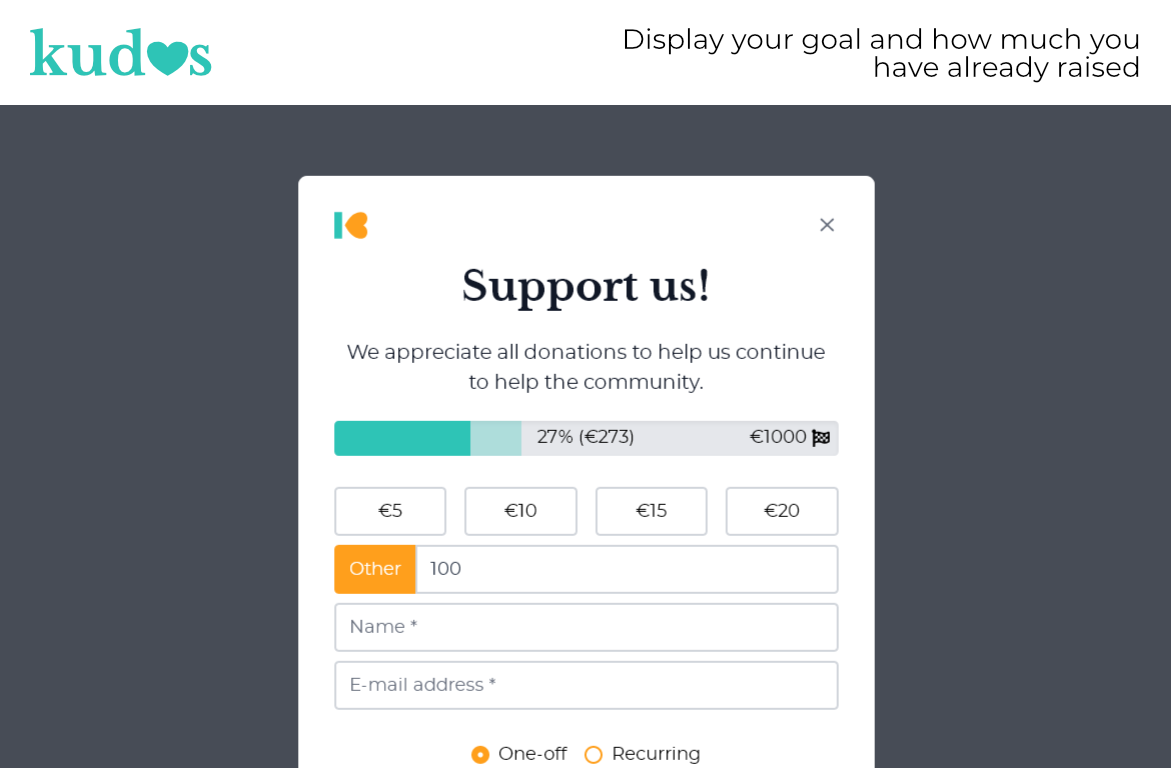 kudos
Display your goal and how much you
have already raised
Support us!
We appreciate all donations to help us continue
to help the community.
27% (€273) €1000
€5 €10 €15 €20
Other 100
Name *
E-mail address *
One-off Recurring